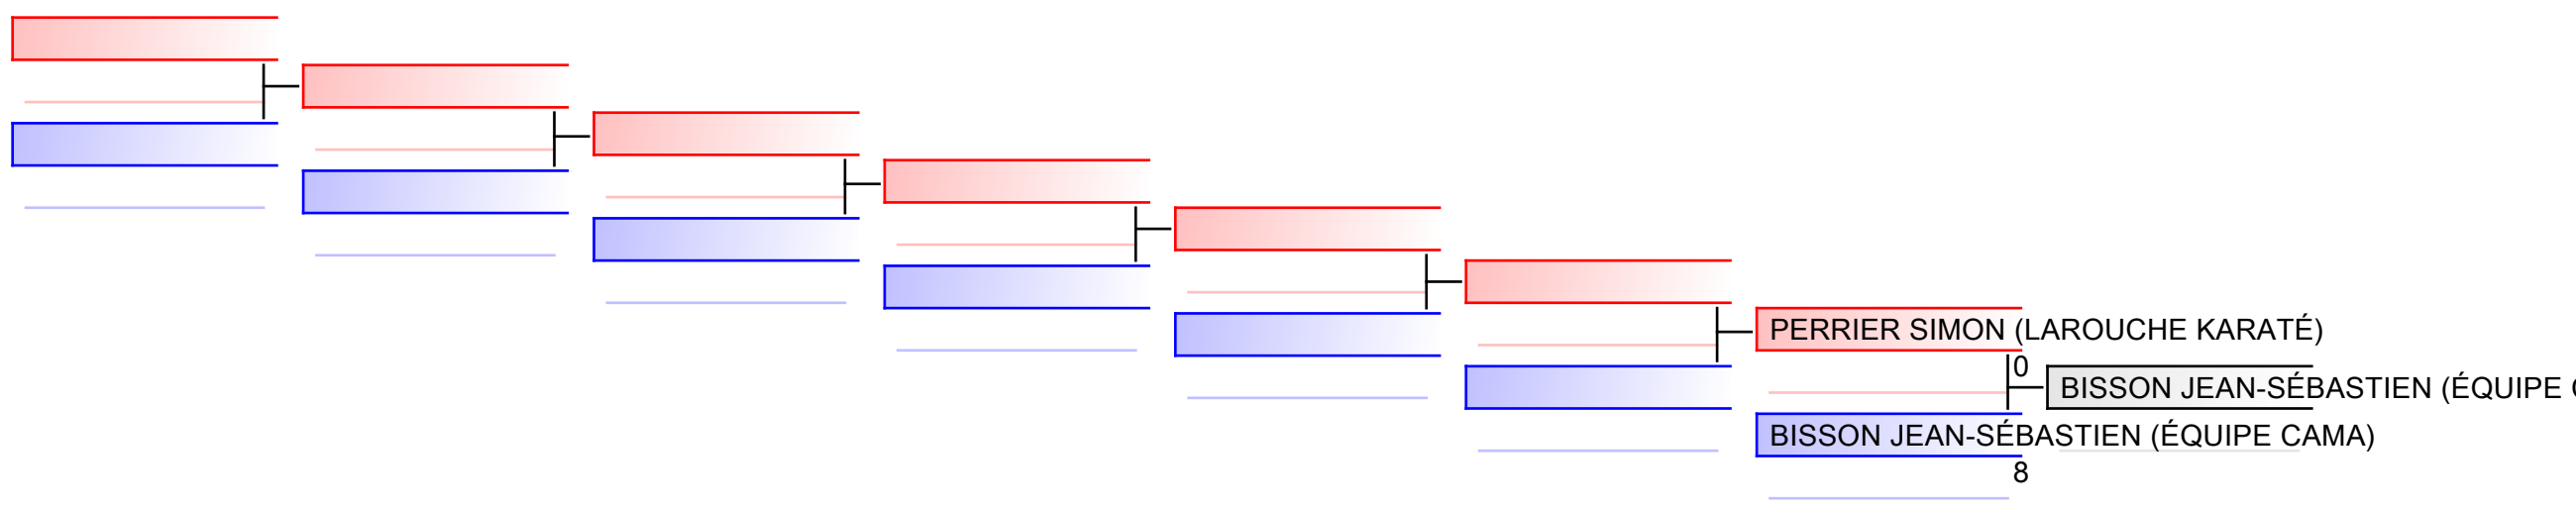 PERRIER SIMON (LAROUCHE KARATÉ)
0
BISSON JEAN-SÉBASTIEN (ÉQUIPE
BISSON JEAN-SÉBASTIEN (ÉQUIPE CAMA)
8